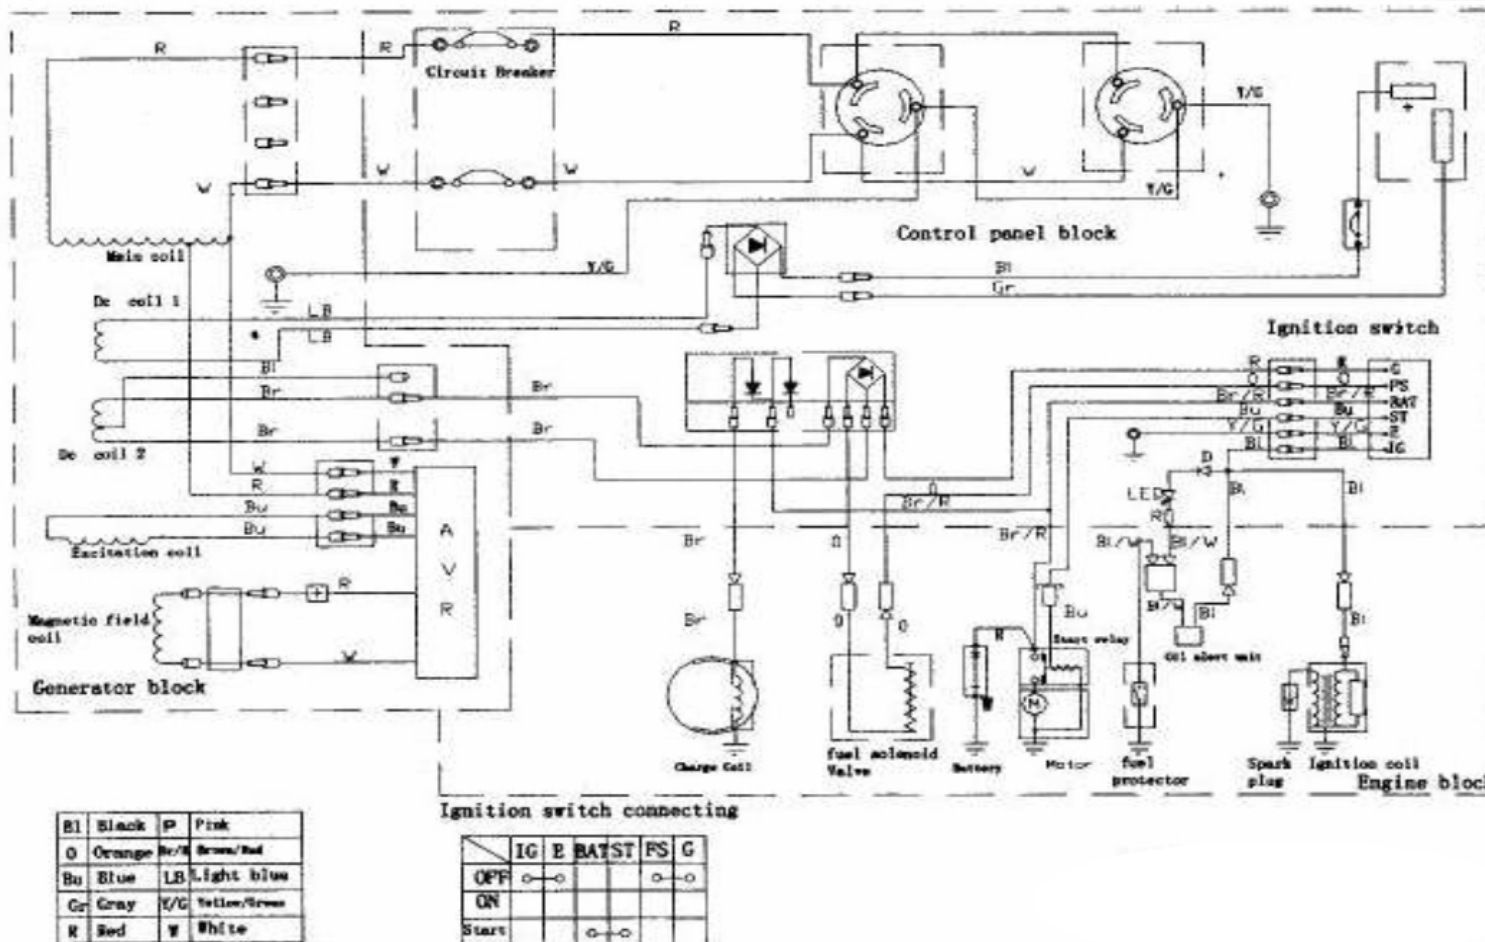 R
R
R
Circuit Breaker
Y/G
+
W
W
W
W
Y/G
Control panel block
Main coil
Y/G
Bl
Gr
Dc coil 1
LB
LB
Ignition switch
Bl
R
R
G
O
O
FS
Br
Br
Br/R
Br/R
BAT
Bu
Bu
ST
Br
Br
Y/G
Y/G
E
Dc coil 2
Bl
Bl
IG
W
W
D
R
R
O
Br/R
LED
Bl
Bl
Bu
Bu
R
Bu
Bu
Br
O
Br/R
Bl/W
Bl/W
Excitation coil
A
V
R
R
Magnetic field
coil
Br
O
O
Bu
Bl/W
Bl
Bl
R
Start relay
Oil alert unit
W
M
Generator block
Charge Coil
fuel solonoid
Valve
Battery
Motor
fuel
protector
Spark
plug
Ignition coil
Engine block
Ignition switch connecting
Bl Black P Pink
O Orange Br/R Brown/Red
Bu Blue LB Light blue
Gr Gray Y/G Yellow/Green
R Red W White
IG E BAT ST FS G
OFF
ON
Start